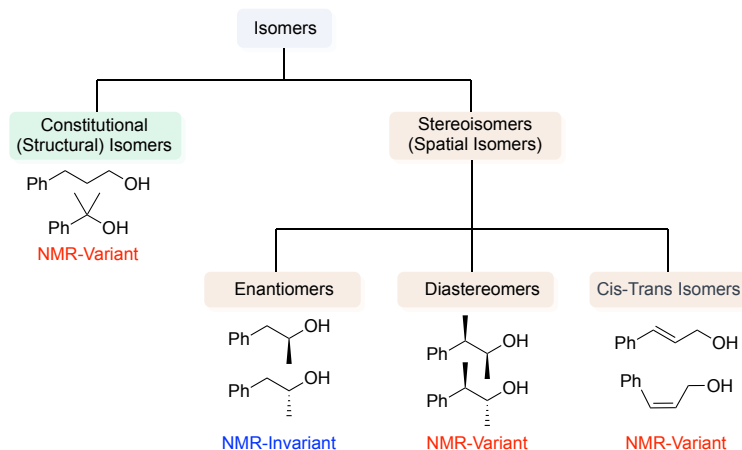 Isomers
Constitutional
(Structural) Isomers
Ph
OH
Ph
OH
NMR-Variant
Stereoisomers
(Spatial Isomers)
Enantiomers
Ph
OH
Ph
OH
NMR-Invariant
Diastereomers
Ph
OH
Ph
OH
NMR-Variant
Cis-Trans Isomers
Ph
OH
Ph
OH
NMR-Variant